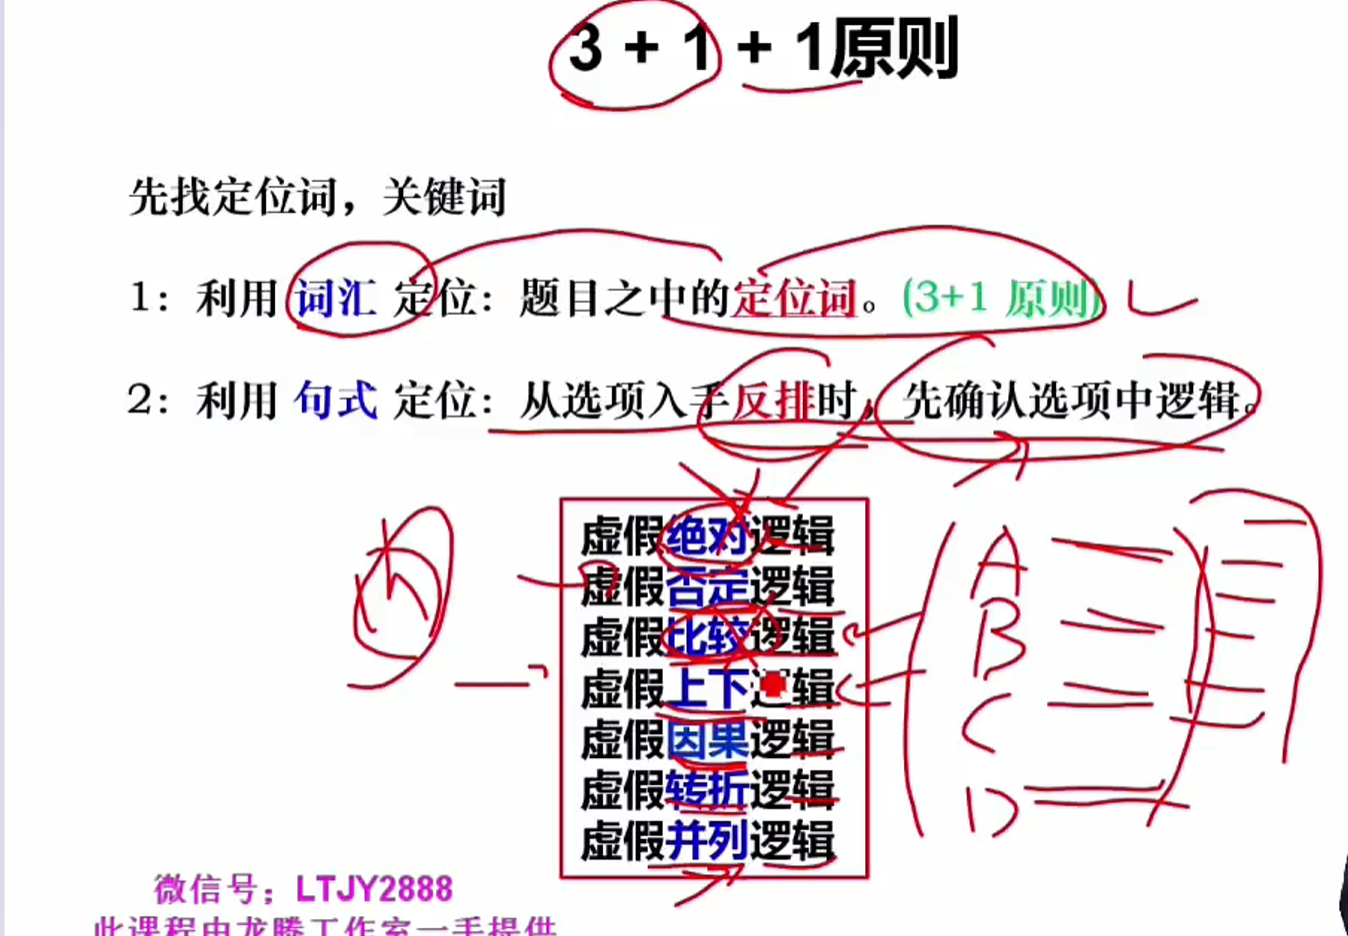 3 + 1 + 1原则
先找定位词，关键词
1：利用 词汇 定位：题目之中的定位词。(3+1 原则)
2：利用 句式 定位：从选项入手反排时，先确认选项中逻辑。
虚假绝对逻辑
虚假否定逻辑
虚假比较逻辑
虚假上下逻辑
虚假因果逻辑
虚假转折逻辑
虚假并列逻辑
A
B
C
D
微信号；LTJY2888
此课程由龙腾工作室一手提供